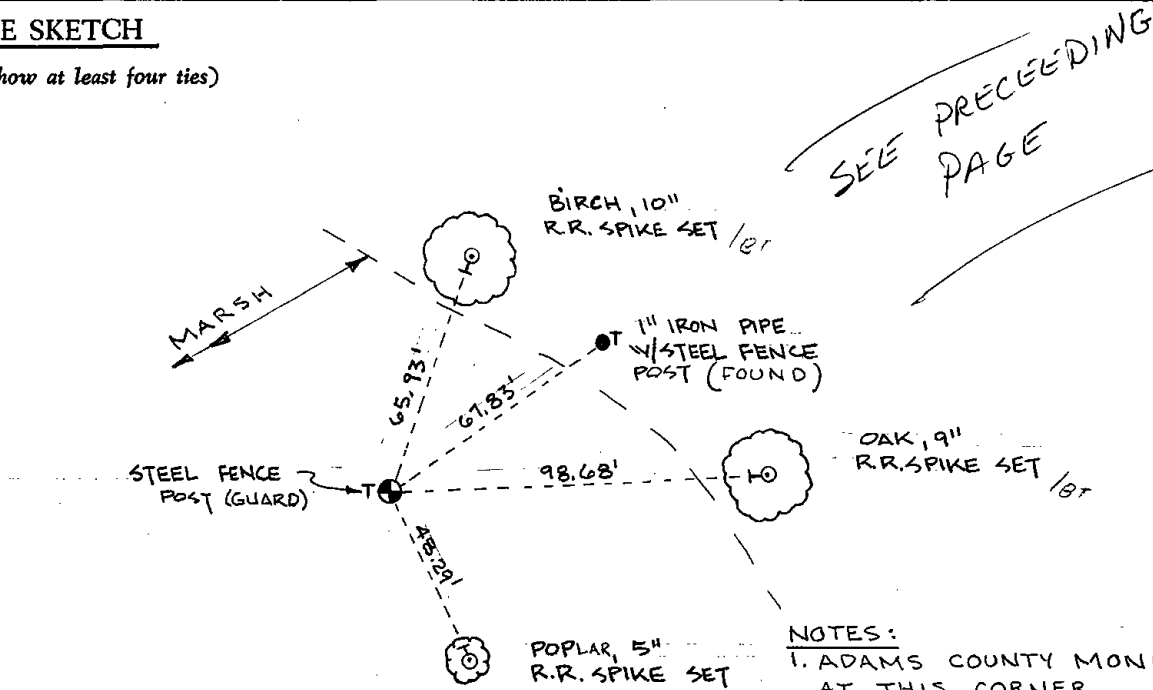 E SKETCH
how at least four ties)
SEE PRECEEDING
PAGE
BIRCH, 10"
R.R. SPIKE SET /BT
MARSH
1" IRON PIPE
W/STEEL FENCE
POST (FOUND)
65.93'
67.83'
OAK, 9"
R.R. SPIKE SET /BT
98.68'
STEEL FENCE
POST (GUARD)
T
T
48.29'
POPLAR, 5"
R.R. SPIKE SET
NOTES:
1. ADAMS COUNTY MON
AT THIS CORNER